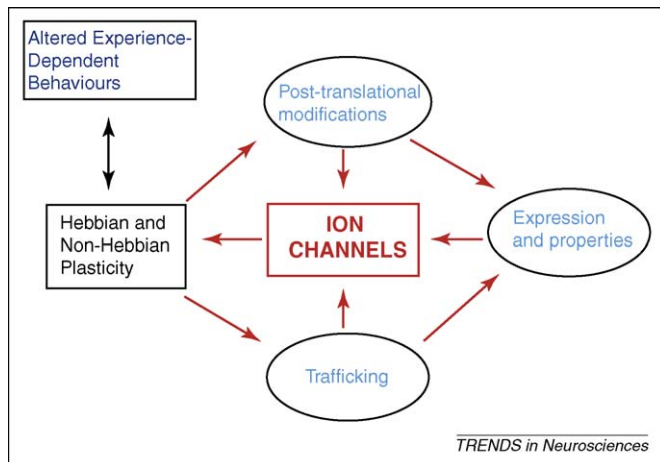 Altered Experience-
Dependent
Behaviours
Post-translational
modifications
Hebbian and
Non-Hebbian
Plasticity
ION
CHANNELS
Expression
and properties
Trafficking
TRENDS in Neurosciences